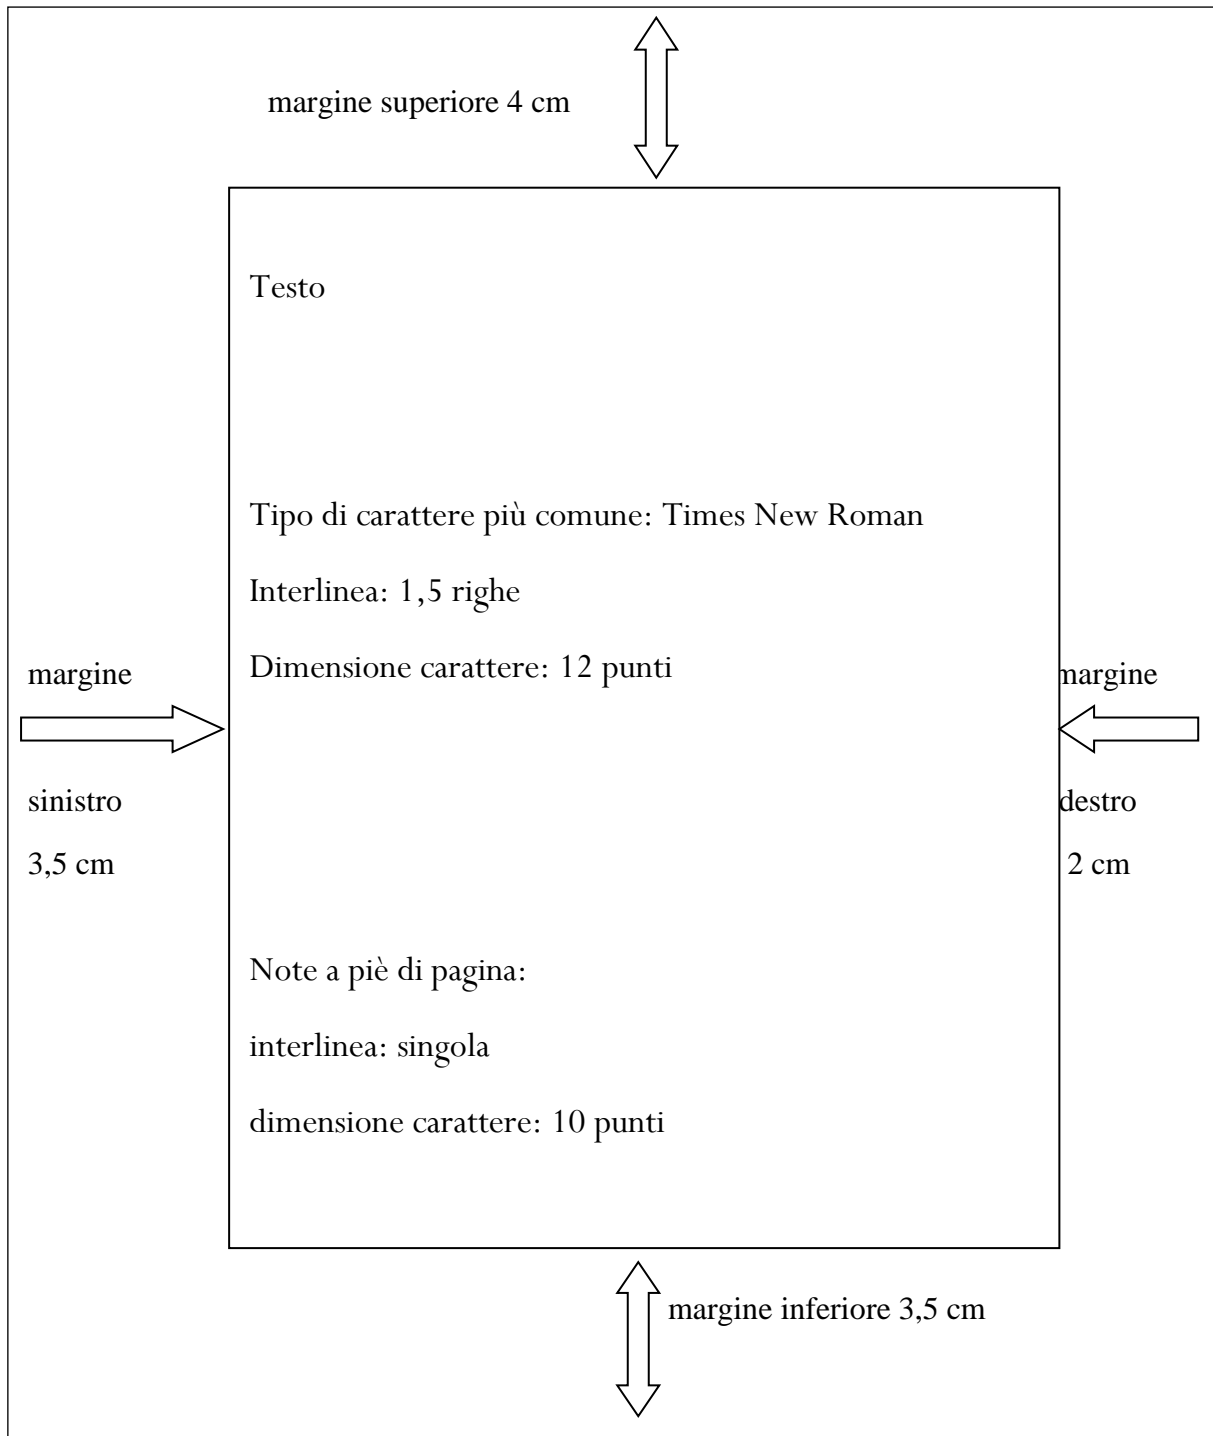 margine superiore 4 cm
Testo
Tipo di carattere più comune: Times New Roman
Interlinea: 1,5 righe
Dimensione carattere: 12 punti
margine
sinistro
3,5 cm
margine
destro
2 cm
Note a piè di pagina:
interlinea: singola
dimensione carattere: 10 punti
margine inferiore 3,5 cm